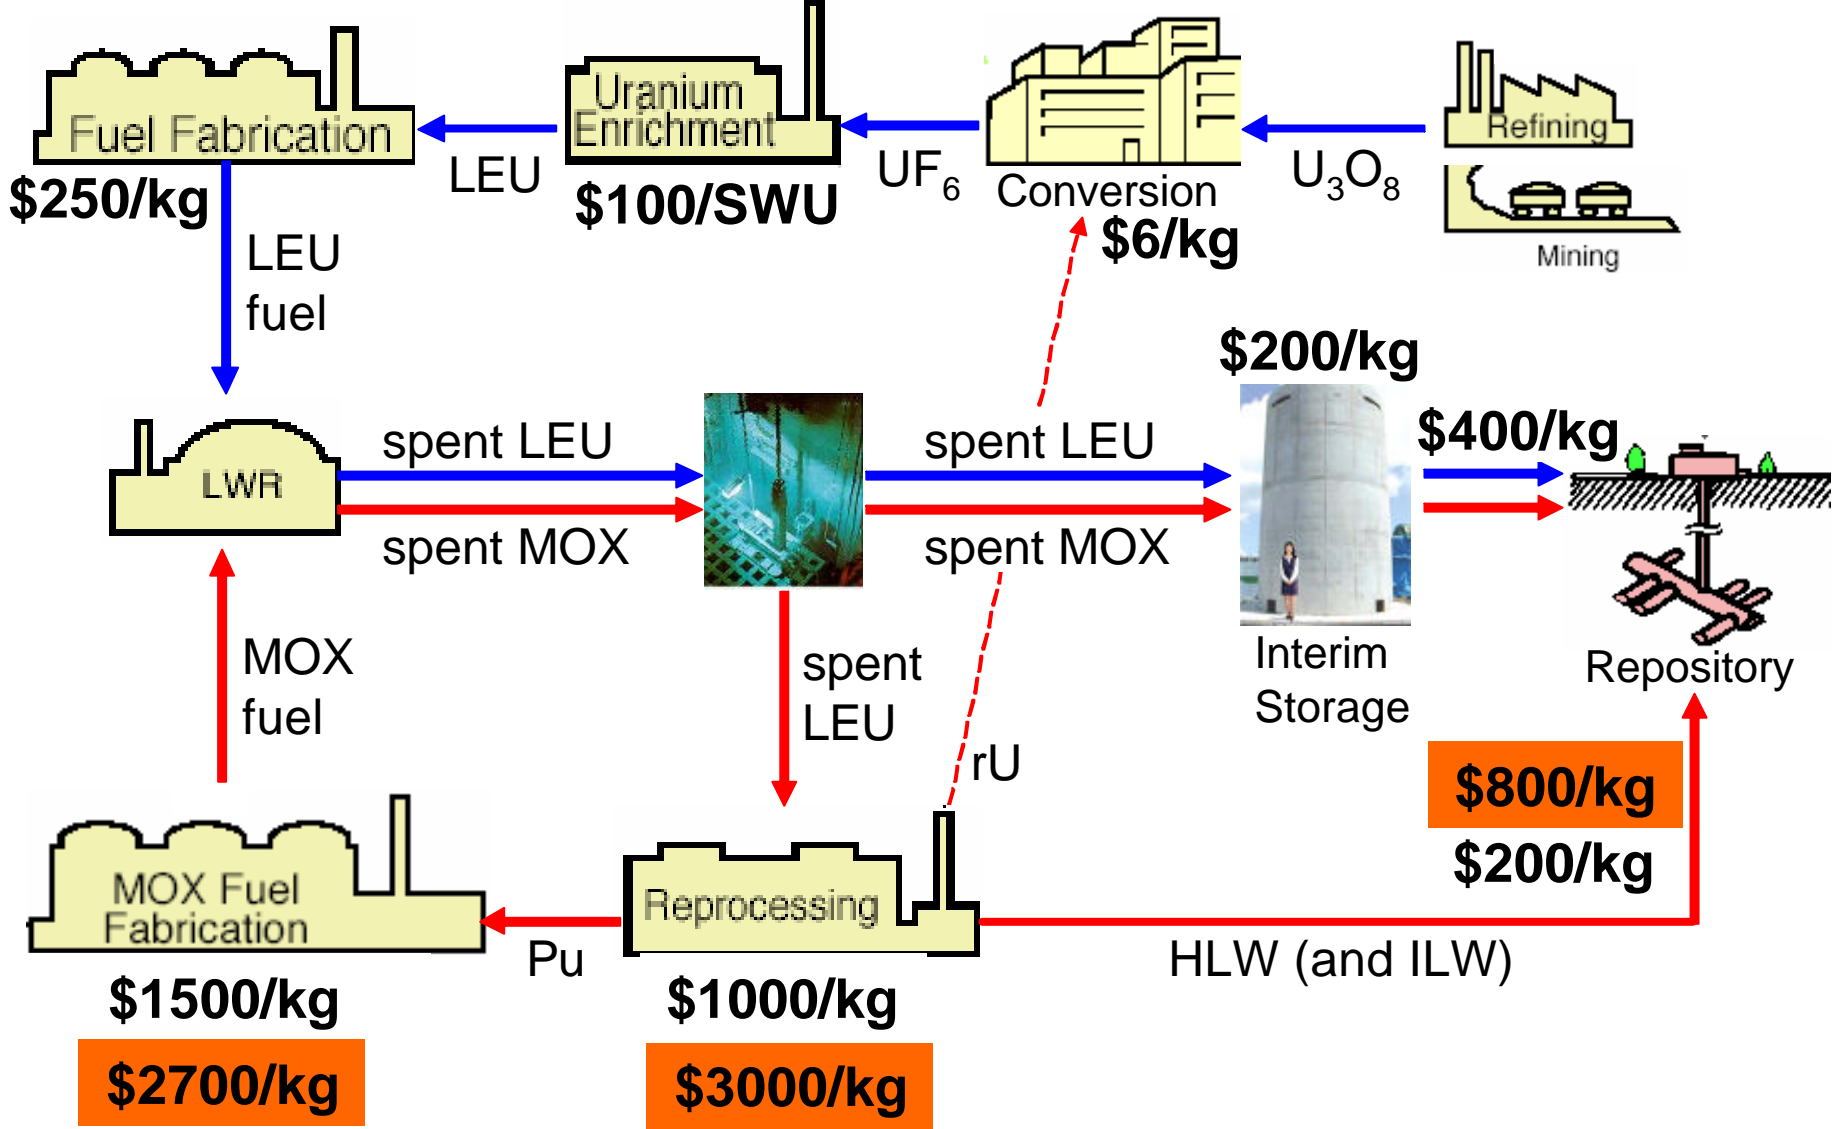 Uranium
Enrichment
Fuel Fabrication
Refining
LEU
UF6
U3O8
$250/kg
$100/SWU
Conversion
$6/kg
Mining
LEU
fuel
$200/kg
$400/kg
spent LEU
spent LEU
LWR
spent MOX
spent MOX
MOX
fuel
spent
LEU
Interim
Storage
Repository
rU
$800/kg
$200/kg
MOX Fuel
Fabrication
Reprocessing
Pu
HLW (and ILW)
$1500/kg
$1000/kg
$2700/kg
$3000/kg